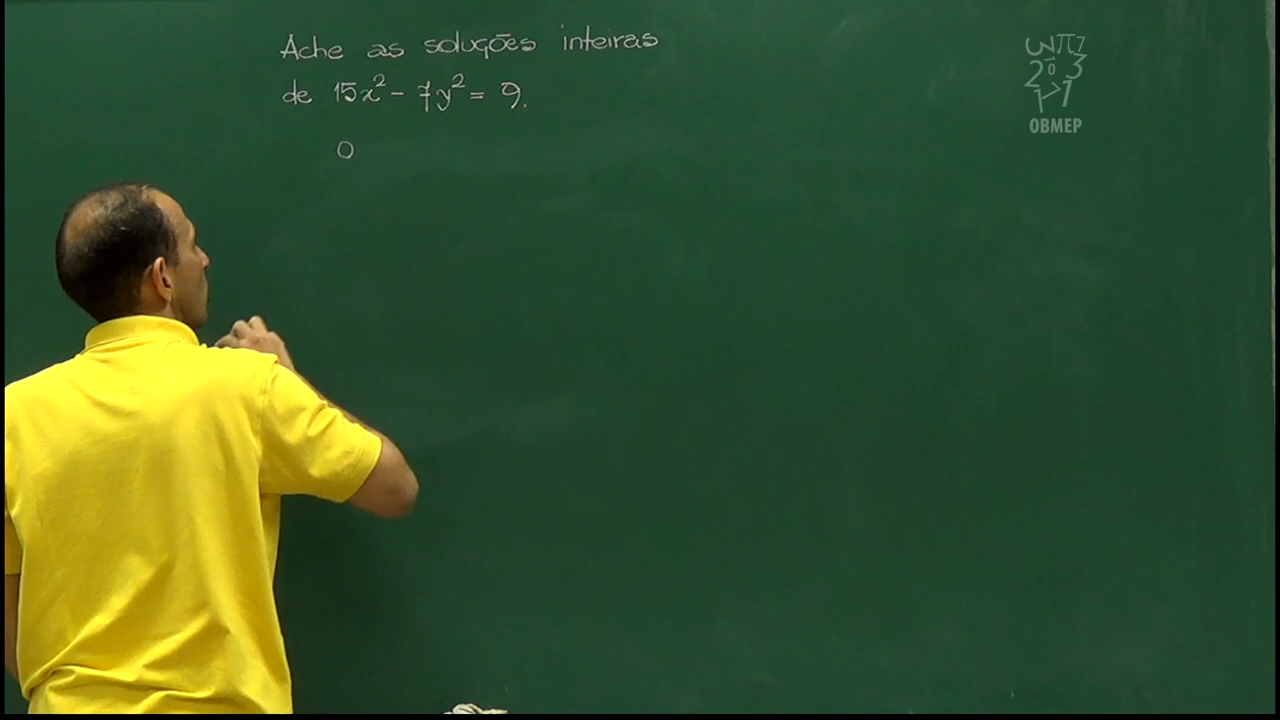 Ache as soluções inteiras
de 15x² - 7y² = 9.
0
OBMEP